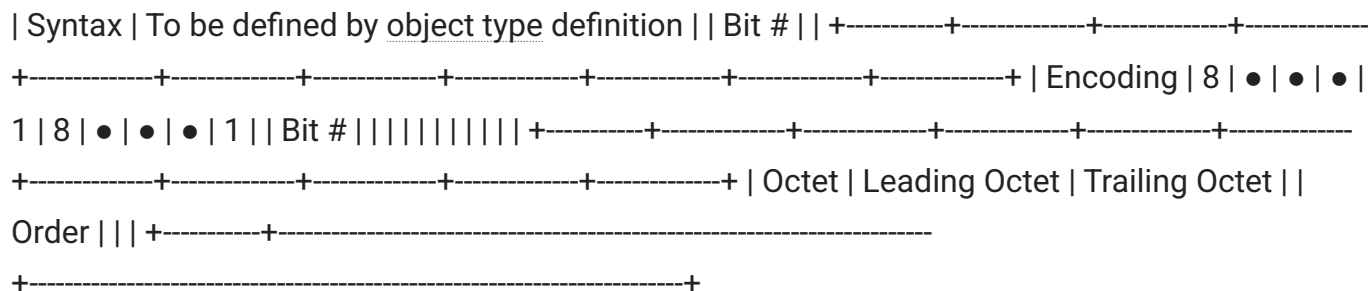 | Syntax | To be defined by object type definition | | Bit # | | +-----------+--------------+--------------+--------------
+--------------+--------------+--------------+--------------+--------------+--------------+--------------+ | Encoding | 8 | ● | ● | ● |
1 | 8 | ● | ● | ● | 1 | | Bit # | | | | | | | | | | | +-----------+--------------+--------------+--------------+--------------+--------------
+--------------+--------------+--------------+--------------+--------------+ | Octet | Leading Octet | Trailing Octet | |
Order | | | +-----------+--------------------------------------------------------------------------
+--------------------------------------------------------------------------+